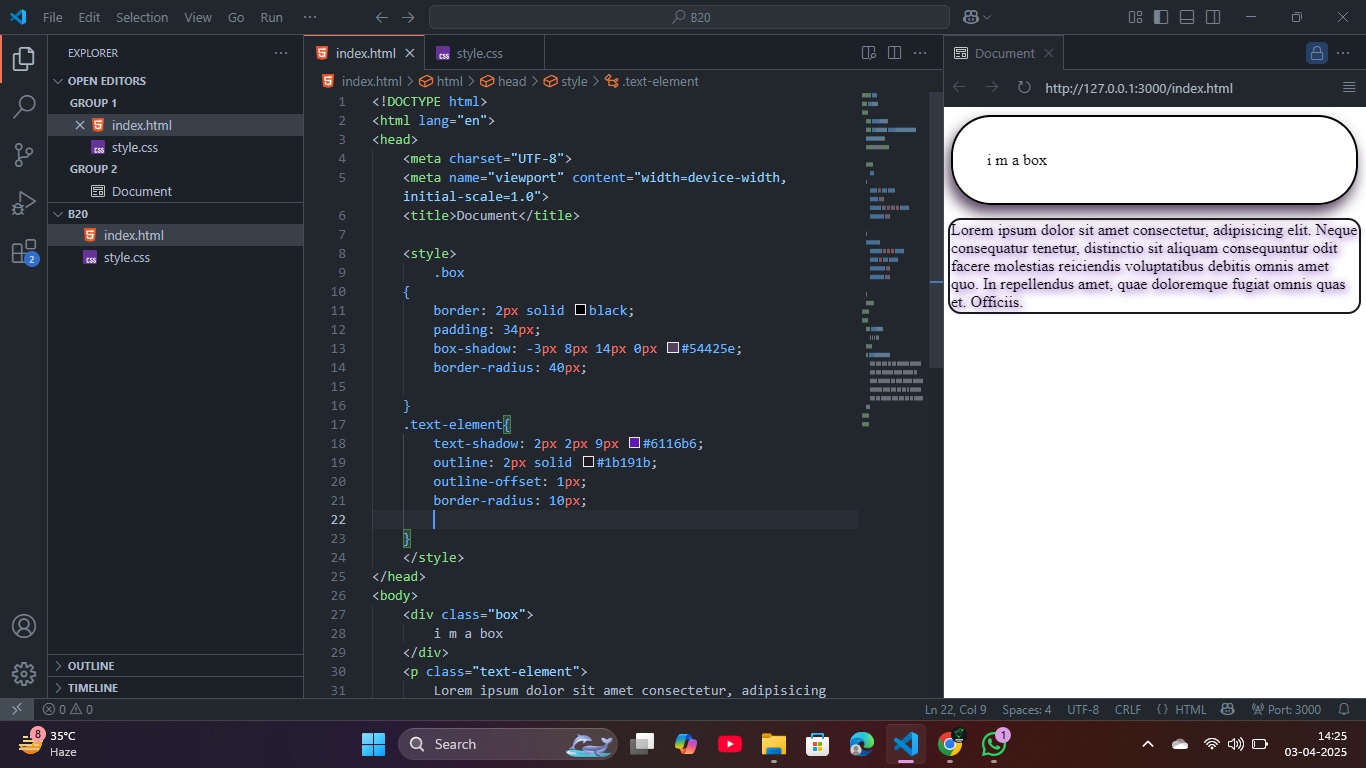 File Edit Selection View Go Run ··· B20
EXPLORER ···
OPEN EDITORS
GROUP 1
index.html
style.css
GROUP 2
Document
B20
index.html
style.css
OUTLINE
TIMELINE
index.html style.css
index.html > html > head > style > .text-element
1 <!DOCTYPE html>
2 <html lang="en">
3 <head>
4 <meta charset="UTF-8">
5 <meta name="viewport" content="width=device-width,
initial-scale=1.0">
6 <title>Document</title>
7
8 <style>
9 .box
10 {
11 border: 2px solid black;
12 padding: 34px;
13 box-shadow: -3px 8px 14px 0px #54425e;
14 border-radius: 40px;
15
16 }
17 .text-element{
18 text-shadow: 2px 2px 9px #6116b6;
19 outline: 2px solid #1b191b;
20 outline-offset: 1px;
21 border-radius: 10px;
22
23 }
24 </style>
25 </head>
26 <body>
27 <div class="box">
28 i m a box
29 </div>
30 <p class="text-element">
31 Lorem ipsum dolor sit amet consectetur, adipisicing
Document
http://127.0.0.1:3000/index.html
i m a box
Lorem ipsum dolor sit amet consectetur, adipisicing elit. Neque
consequatur tenetur, distinctio sit aliquam consequuntur odit
facere molestias reiciendis voluptatibus debitis omnis amet
quo. In repellendus amet, quae doloremque fugiat omnis quas
et. Officiis.
2
0 0 Ln 22, Col 9 Spaces: 4 UTF-8 CRLF {} HTML Port: 3000
8 35°C
Haze
Search
1
14:25
03-04-2025